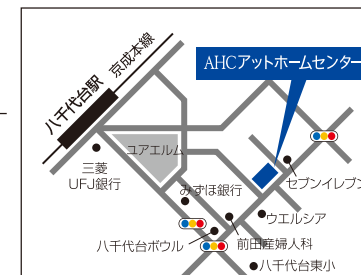 京成本線
八千代台駅
AHCアットホームセンター
ユアエルム
三菱
UFJ銀行
みずほ銀行
セブンイレブン
ウエルシア
八千代台ボウル
前田産婦人科
八千代台東小